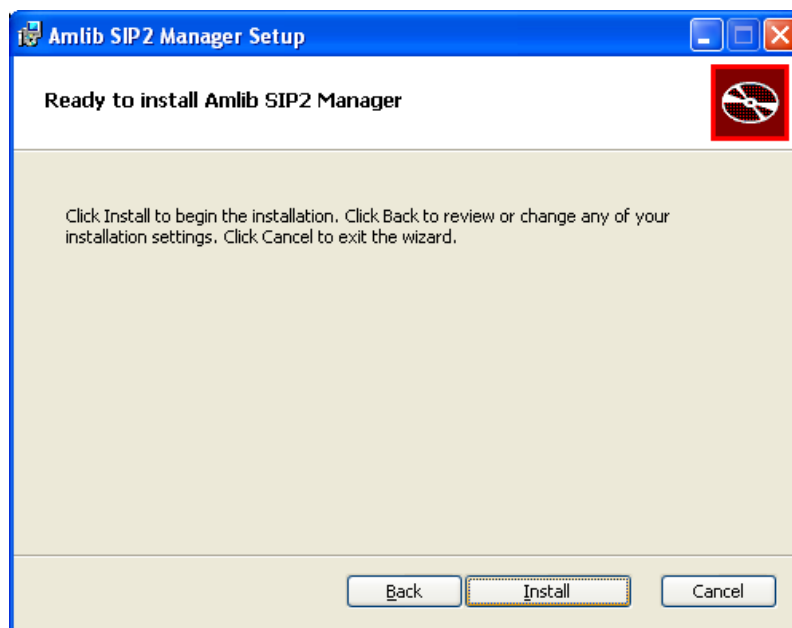 Amlib SIP2 Manager Setup
Ready to install Amlib SIP2 Manager
Click Install to begin the installation. Click Back to review or change any of your
installation settings. Click Cancel to exit the wizard.
Back Install Cancel